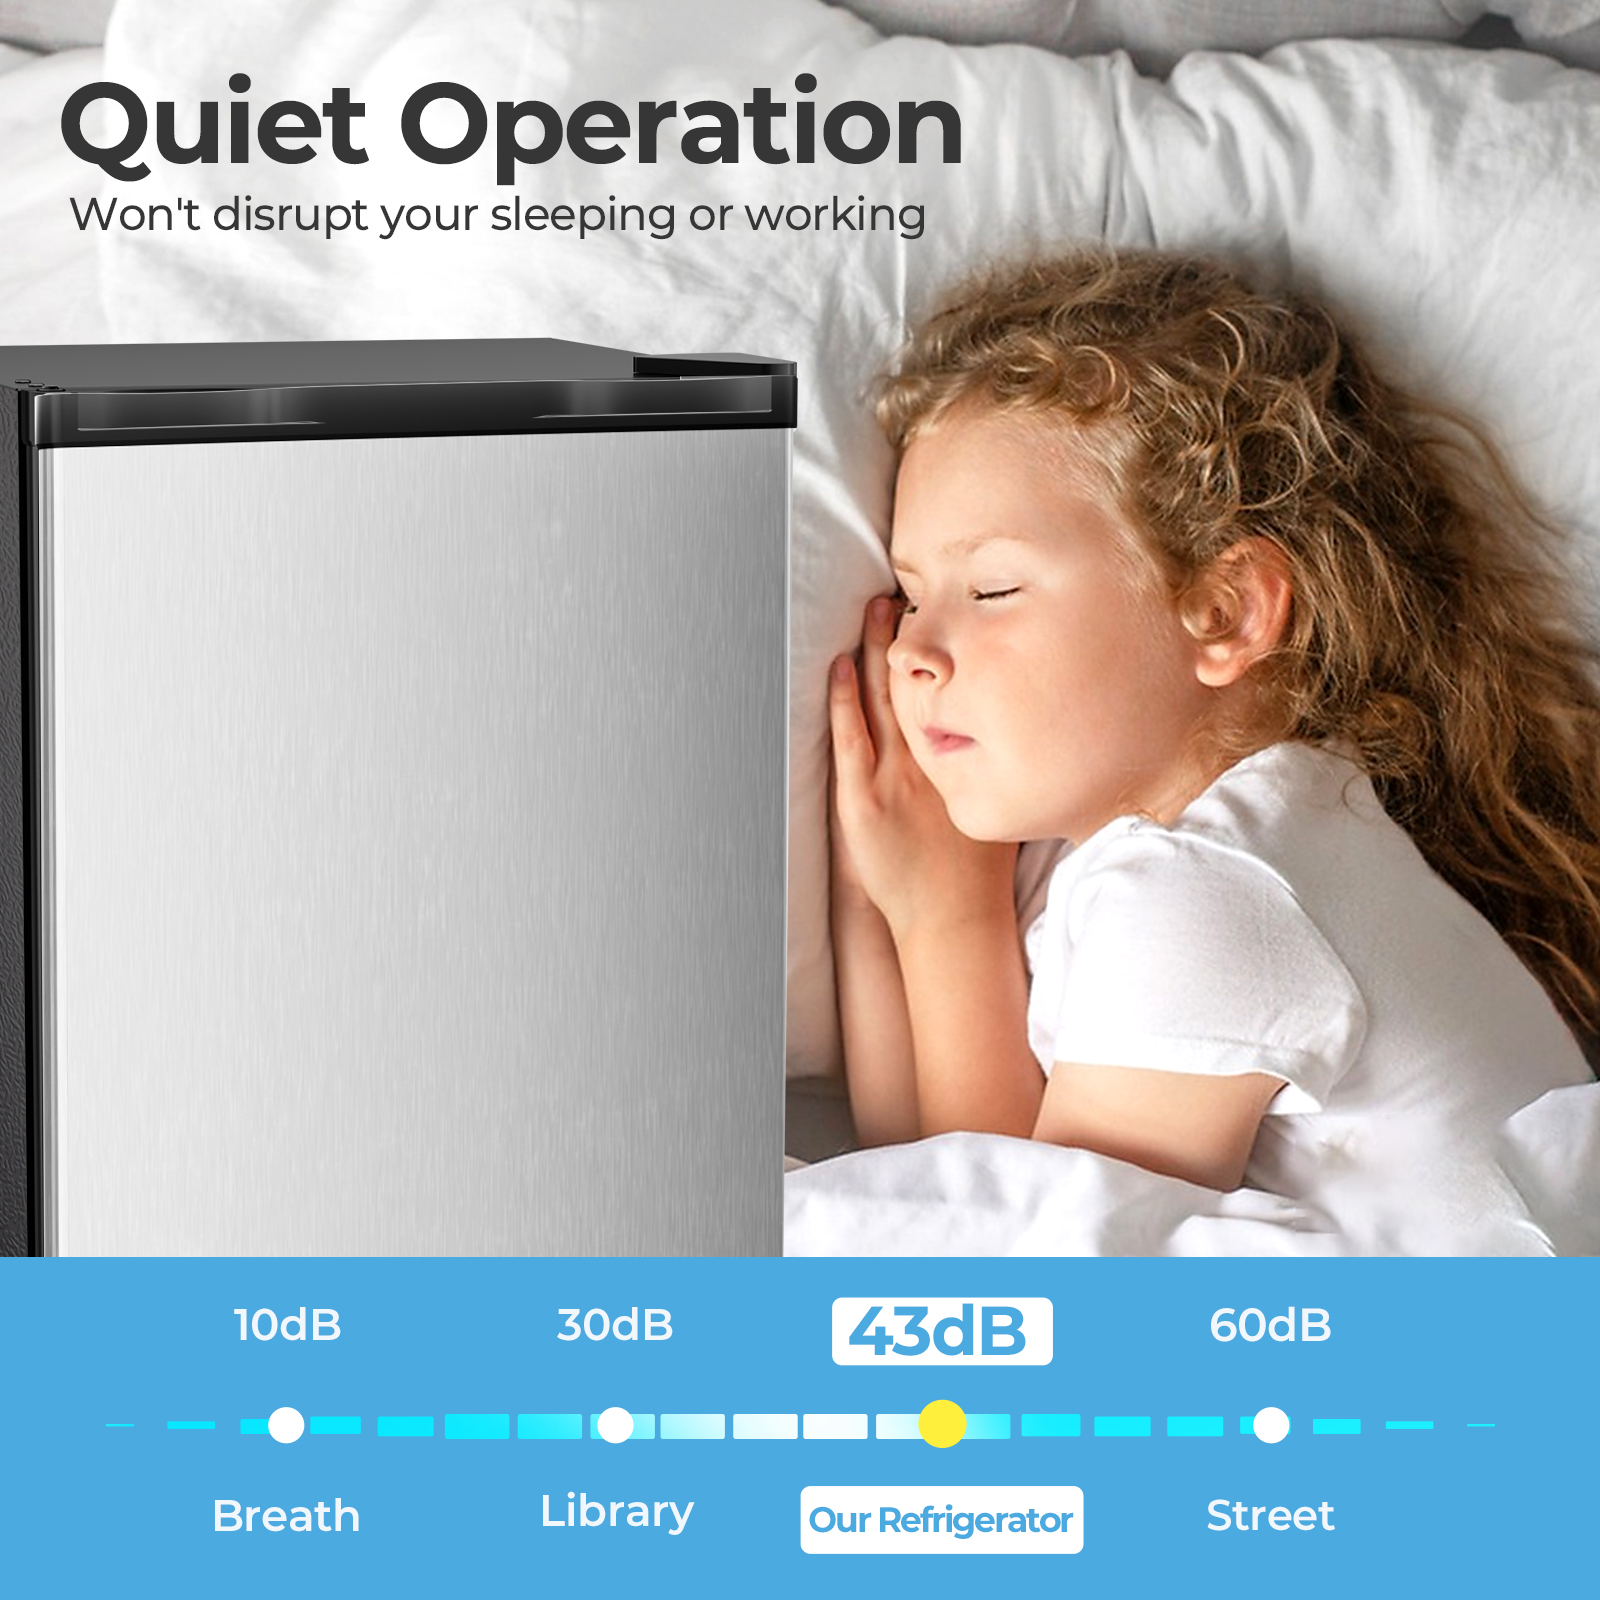 Quiet Operation
Won't disrupt your sleeping or working
10dB 30dB 43dB 60dB
Breath Library Our Refrigerator Street